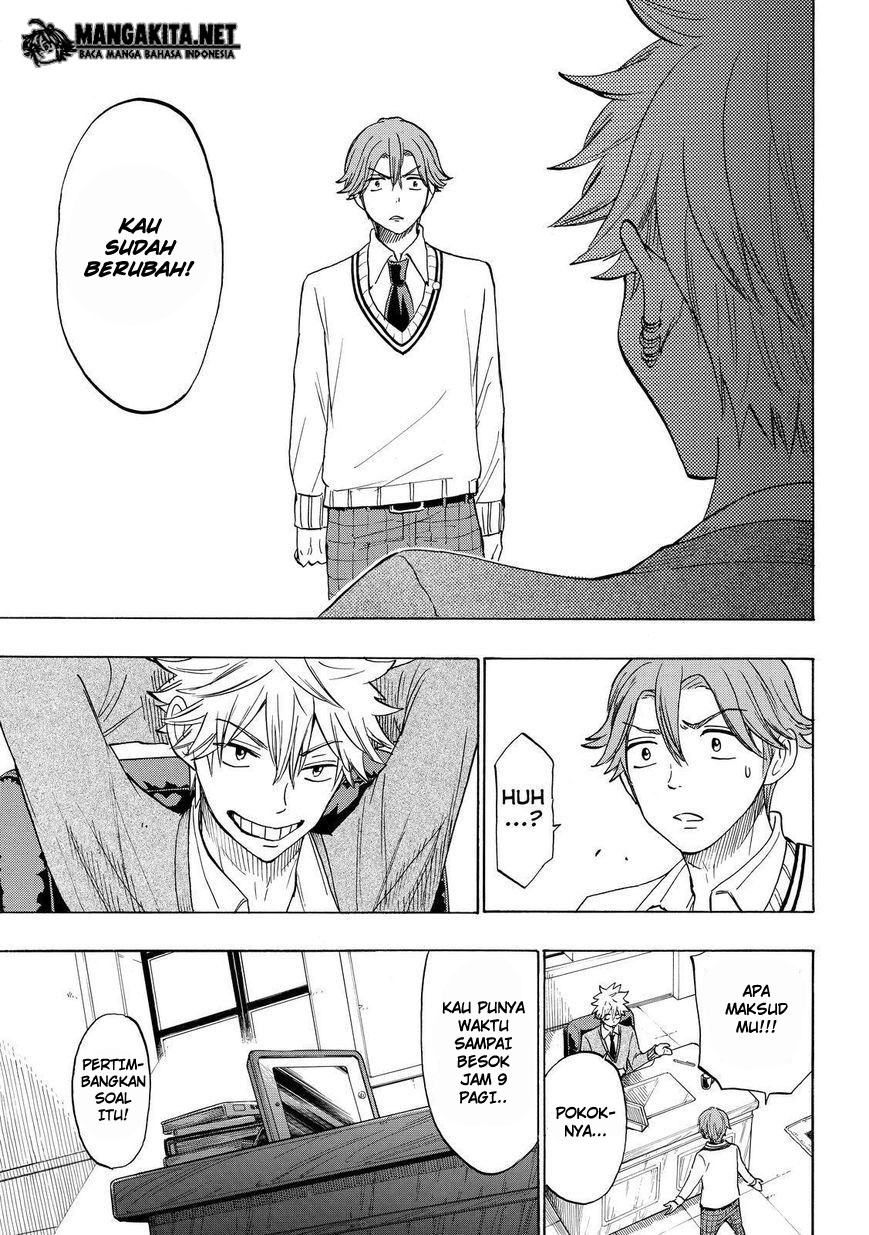 MANGAKITA.NET
BACA MANGA BAHASA INDONESIA
KAU
SUDAH
BERUBAH!
HUH
...?
APA
MAKSUD
MU!!!
POKOK-
NYA...
KAU PUNYA
WAKTU
SAMPAI
BESOK
JAM 9
PAGI..
PERTIM-
BANGKAN
SOAL
ITU!